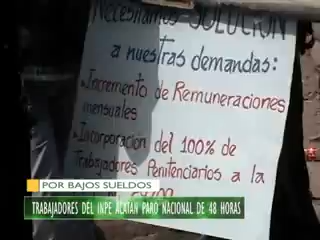 Necesitamos SOLUCION
a nuestras demandas:
Incremento de Remuneraciones
mensuales
Incorporación del 100% de
Trabajadores Penitenciarios a la
POR BAJOS SUELDOS
TRABAJADORES DEL INPE ACATAN PARO NACIONAL DE 48 HORAS